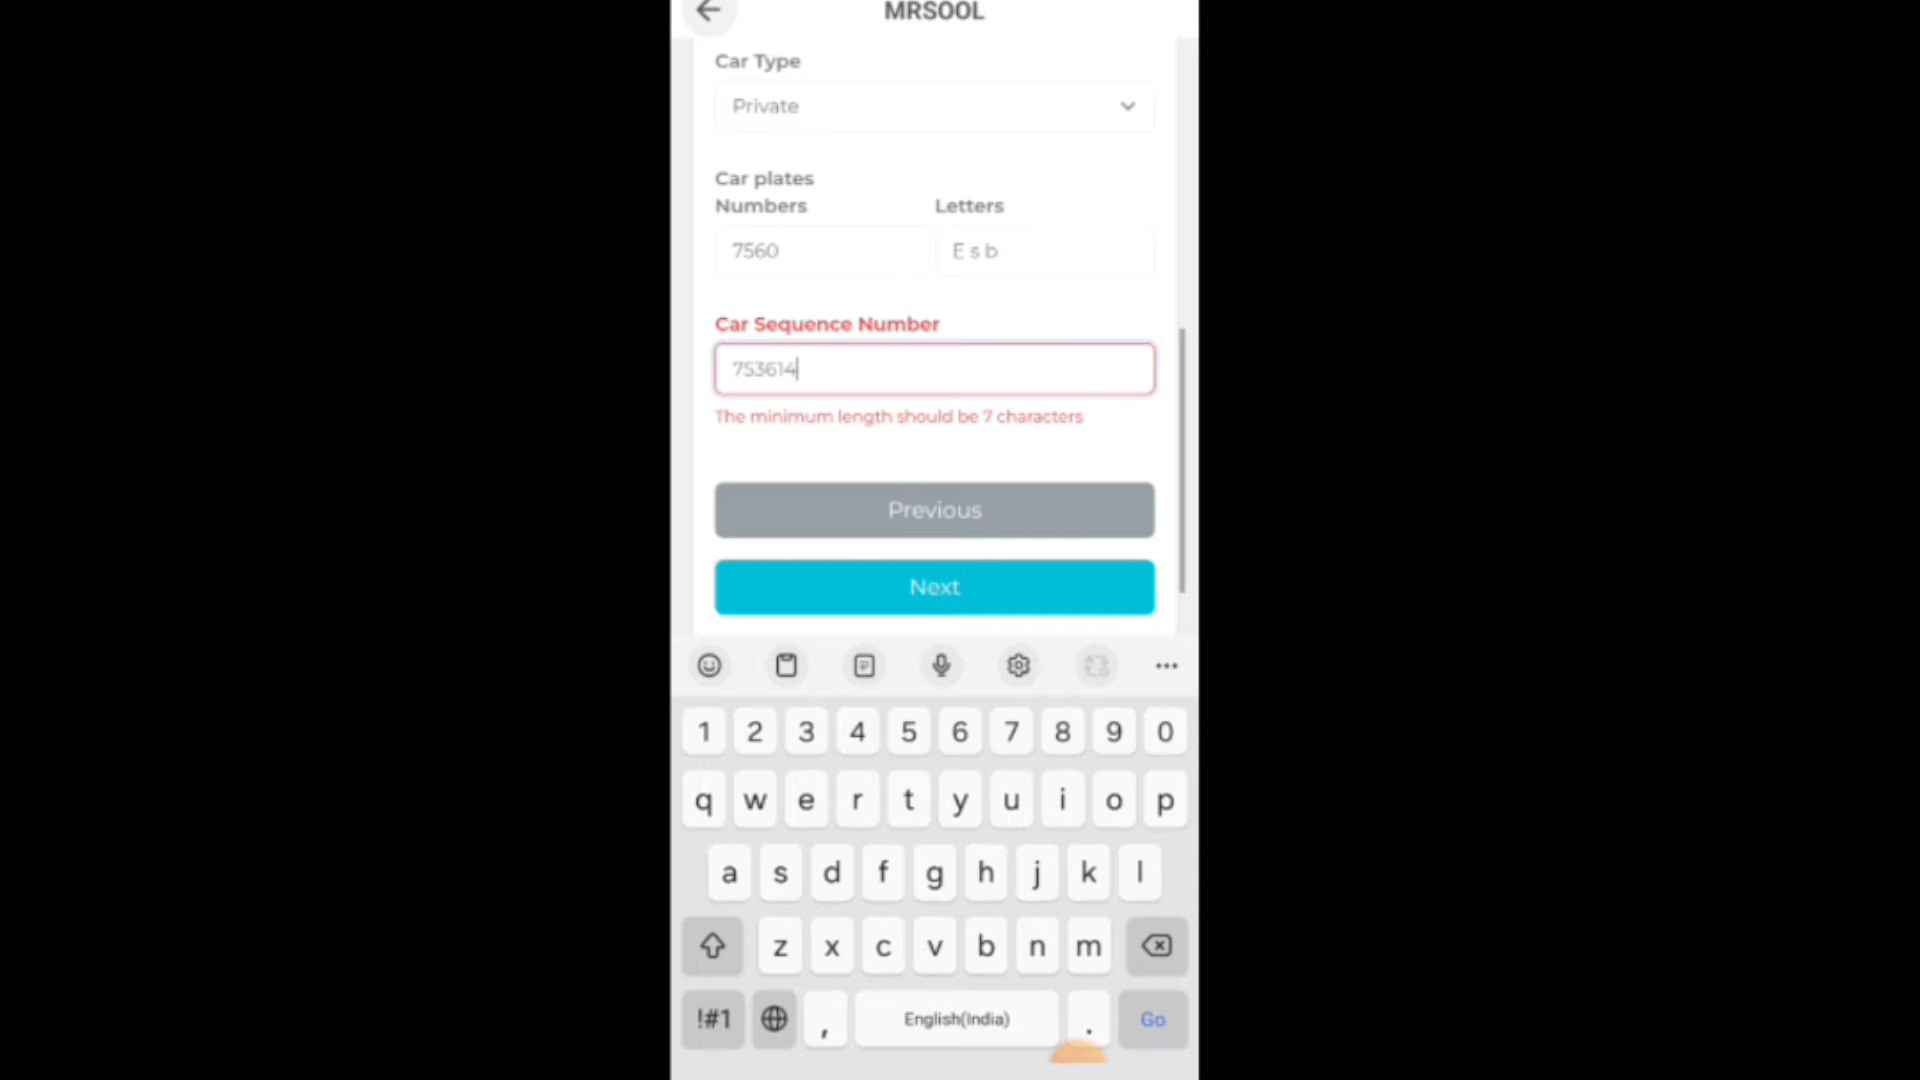 MRSOOL
Car Type
Private
Car plates
Numbers Letters
7560 E s b
Car Sequence Number
753614
The minimum length should be 7 characters
Previous
Next
1 2 3 4 5 6 7 8 9 0
q w e r t y u i o p
a s d f g h j k l
z x c v b n m
!#1 , English(India) . Go